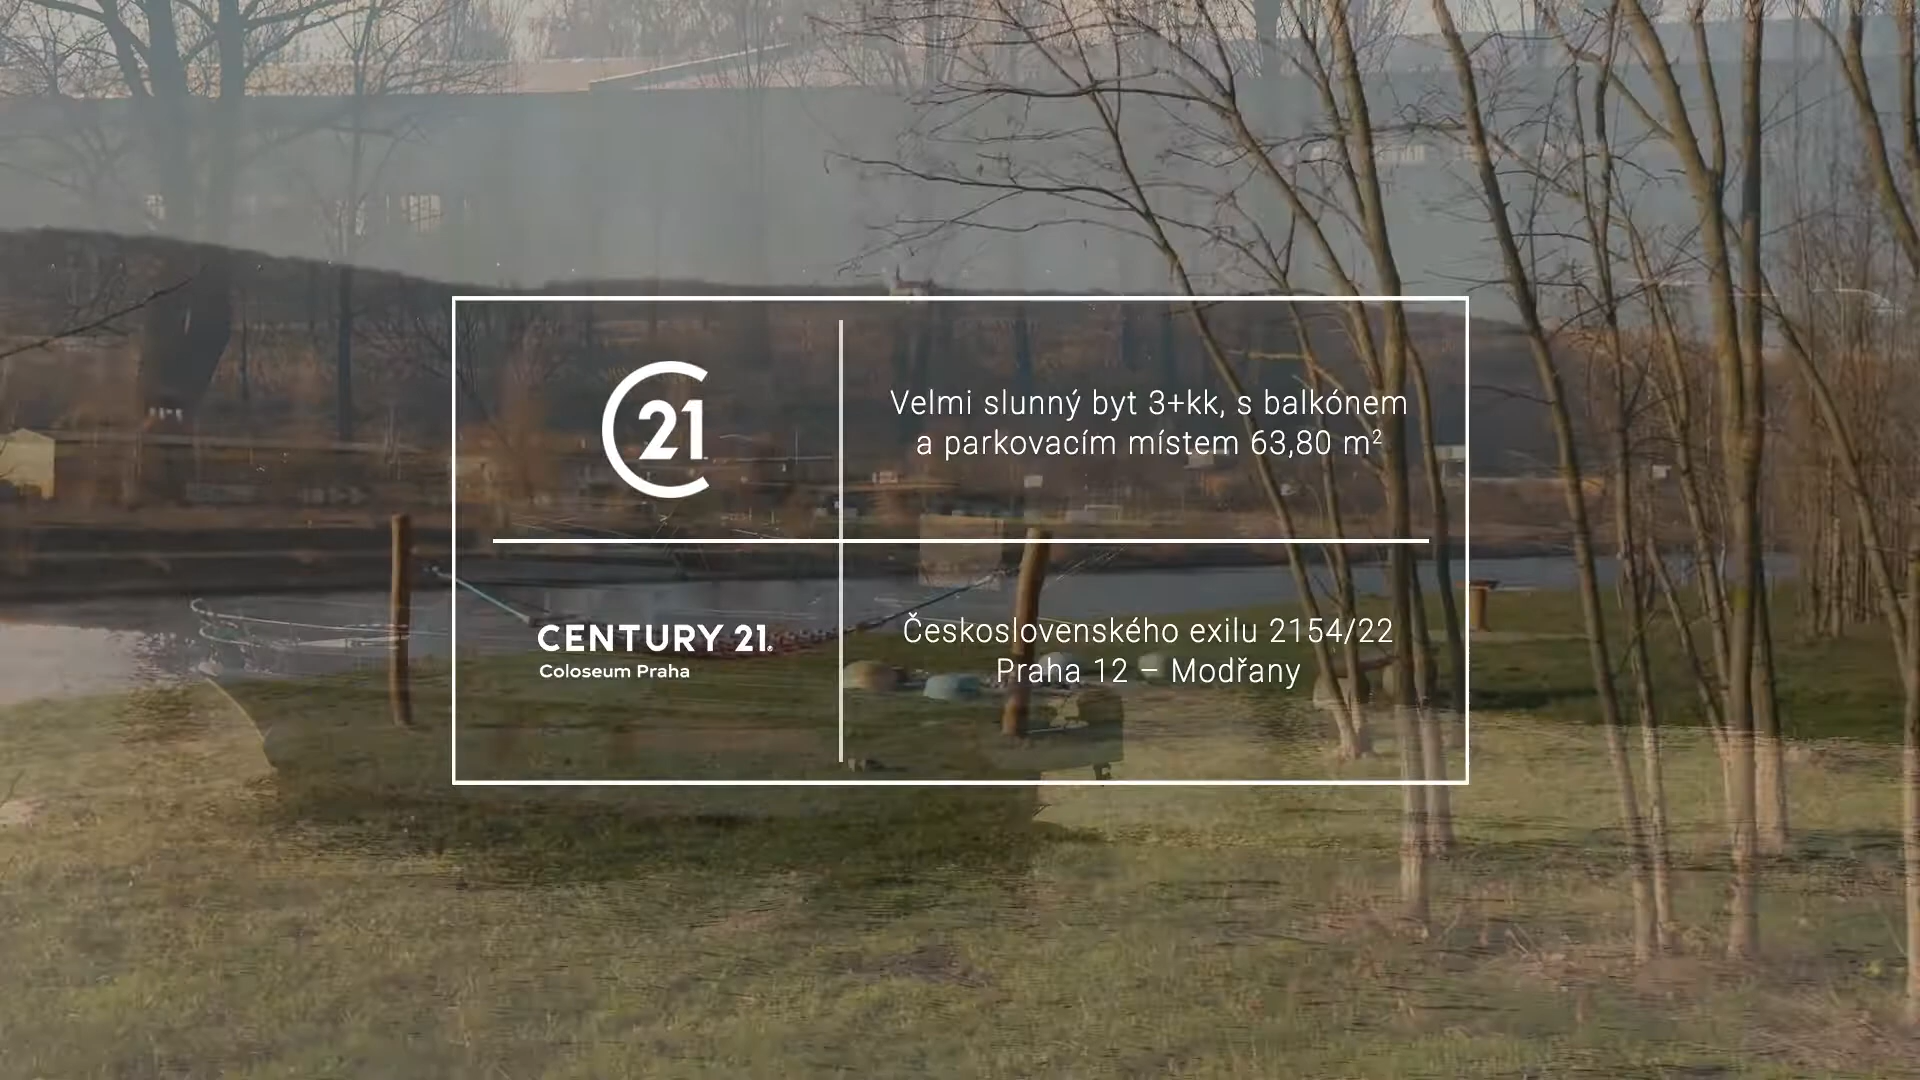 C21
Velmi slunný byt 3+kk, s balkónem
a parkovacím místem 63,80 m²
CENTURY 21®
Coloseum Praha
Československého exilu 2154/22
Praha 12 – Modřany